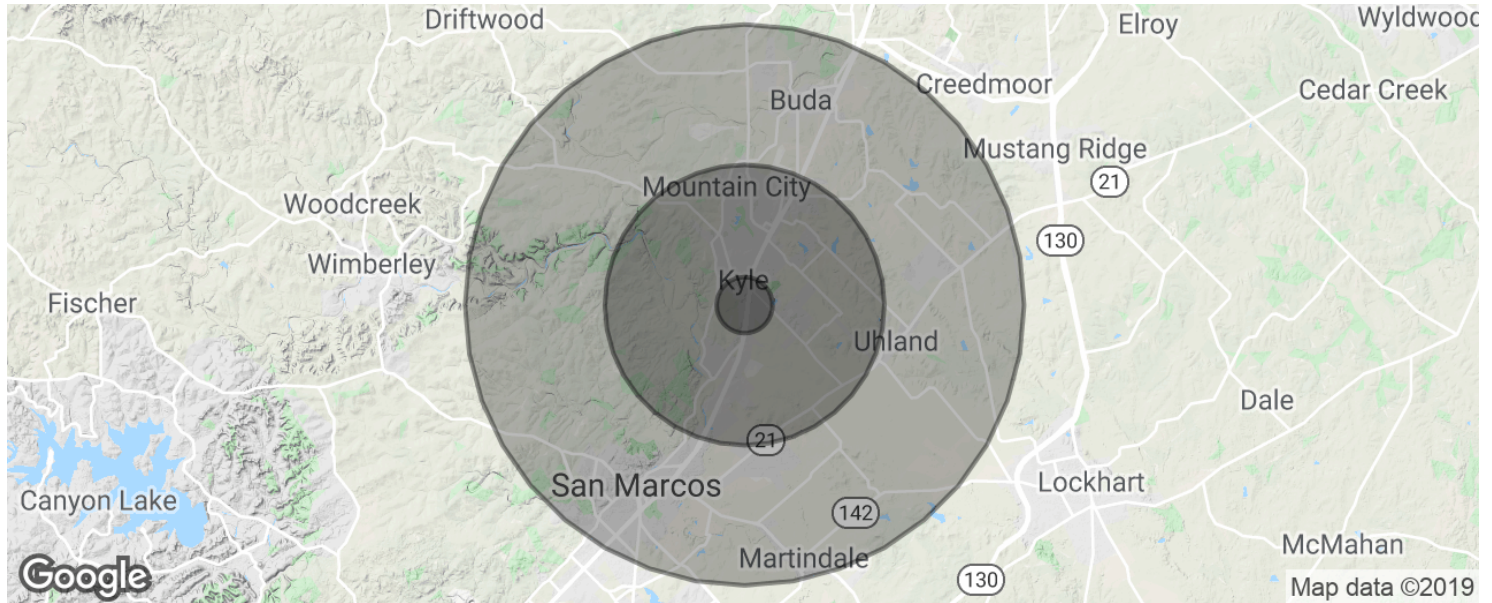 Driftwood
Elroy
Wyldwood
Buda
Creedmoor
Cedar Creek
Mustang Ridge
21
Mountain City
Woodcreek
130
Wimberley
Kyle
Fischer
Uhland
Dale
21
San Marcos
Lockhart
Canyon Lake
142
Martindale
McMahan
130
Google
Map data ©2019